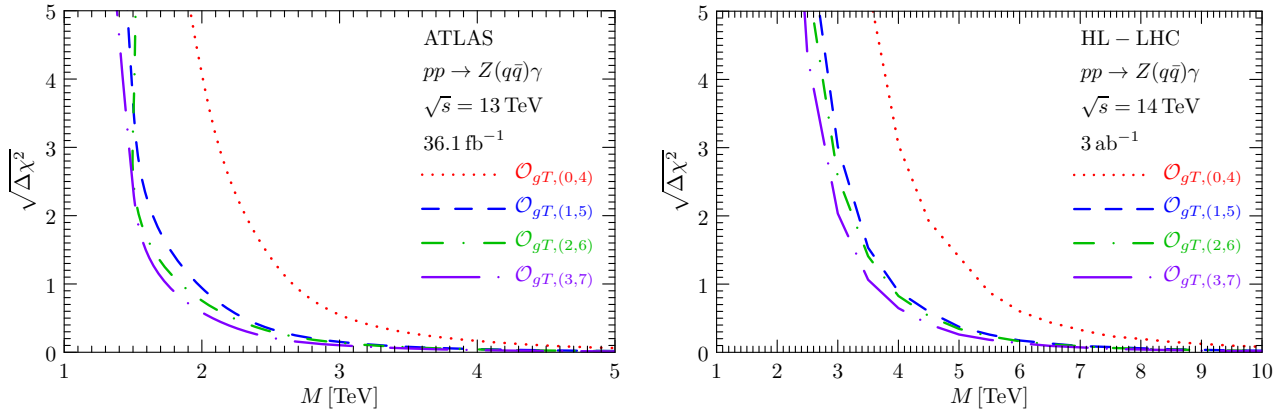 5
4
3
2
1
0
√Δχ²
1 2 3 4 5
M [TeV]
ATLAS
pp → Z(qq̄)γ
√s = 13 TeV
36.1 fb⁻¹
𝒪gT,(0,4)
𝒪gT,(1,5)
𝒪gT,(2,6)
𝒪gT,(3,7)
5
4
3
2
1
0
√Δχ²
1 2 3 4 5 6 7 8 9 10
M [TeV]
HL − LHC
pp → Z(qq̄)γ
√s = 14 TeV
3 ab⁻¹
𝒪gT,(0,4)
𝒪gT,(1,5)
𝒪gT,(2,6)
𝒪gT,(3,7)